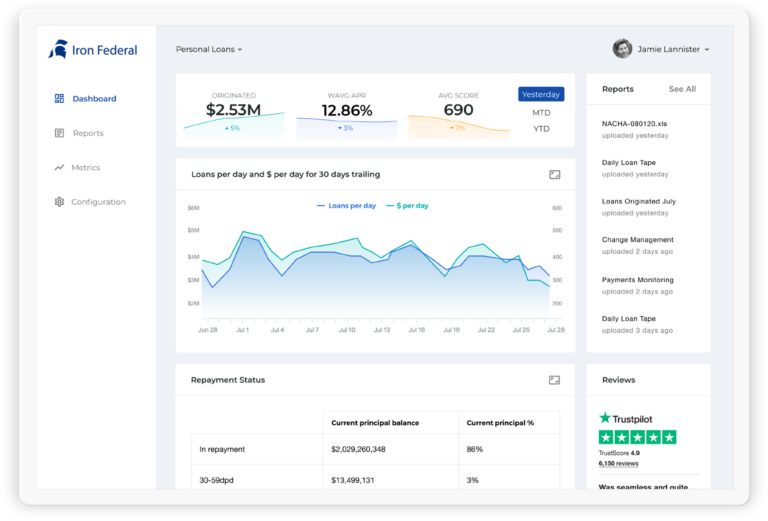 Iron Federal
Personal Loans
Jamie Lannister
Dashboard
Reports
Metrics
Configuration
ORIGINATED
$2.53M
5%
WAVG APR
12.86%
3%
AVG SCORE
690
7%
Yesterday
MTD
YTD
Loans per day and $ per day for 30 days trailing
Loans per day
$ per day
$6M
$5M
$4M
$3M
$2M
600
500
400
300
200
Jun 28
Jul 1
Jul 4
Jul 7
Jul 10
Jul 13
Jul 16
Jul 19
Jul 22
Jul 25
Jul 28
Repayment Status
Current principal balance
Current principal %
In repayment
$2,029,260,348
86%
30-59dpd
$13,499,131
3%
Reports
See All
NACHA-080120.xls
uploaded yesterday
Daily Loan Tape
uploaded yesterday
Loans Originated July
uploaded yesterday
Change Management
uploaded 2 days ago
Payments Monitoring
uploaded 2 days ago
Daily Loan Tape
uploaded 3 days ago
Reviews
Trustpilot
TrustScore 4.9
6,150 reviews
Was seamless and quite ...